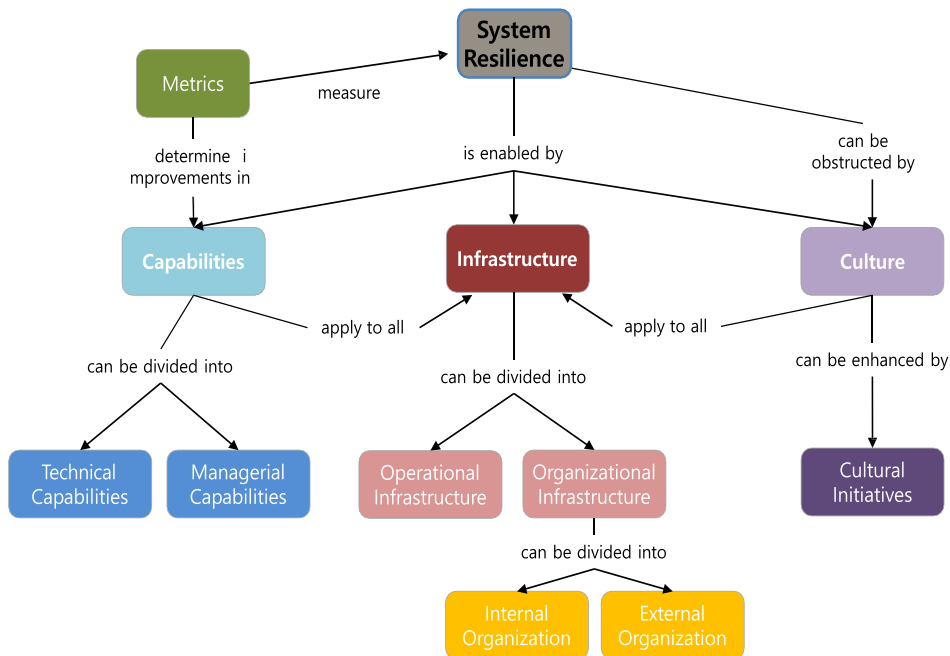 System
Resilience
Metrics
measure
determine i
mprovements in
is enabled by
can be
obstructed by
Capabilities
Infrastructure
Culture
apply to all
apply to all
can be divided into
can be divided into
can be enhanced by
Technical
Capabilities
Managerial
Capabilities
Operational
Infrastructure
Organizational
Infrastructure
Cultural
Initiatives
can be divided into
Internal
Organization
External
Organization